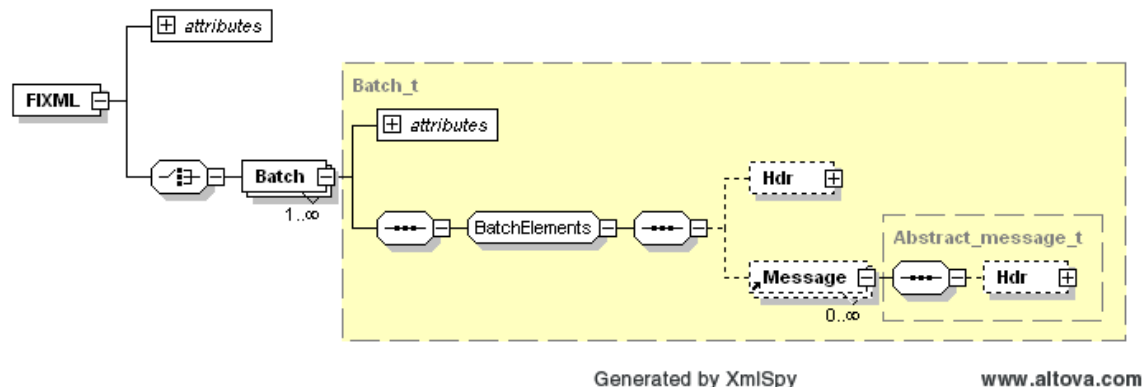 attributes
Batch_t
FIXML
attributes
Hdr
Batch
1..∞
BatchElements
Abstract_message_t
Message
Hdr
0..∞
Generated by XmlSpy
www.altova.com